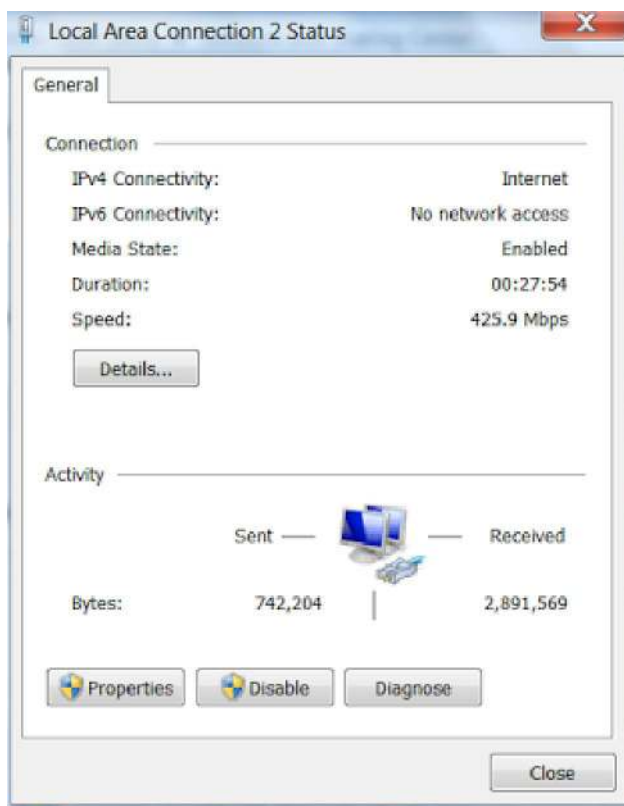 Local Area Connection 2 Status
General
Connection
IPv4 Connectivity: Internet
IPv6 Connectivity: No network access
Media State: Enabled
Duration: 00:27:54
Speed: 425.9 Mbps
Details...
Activity
Sent Received
Bytes: 742,204 2,891,569
Properties Disable Diagnose
Close